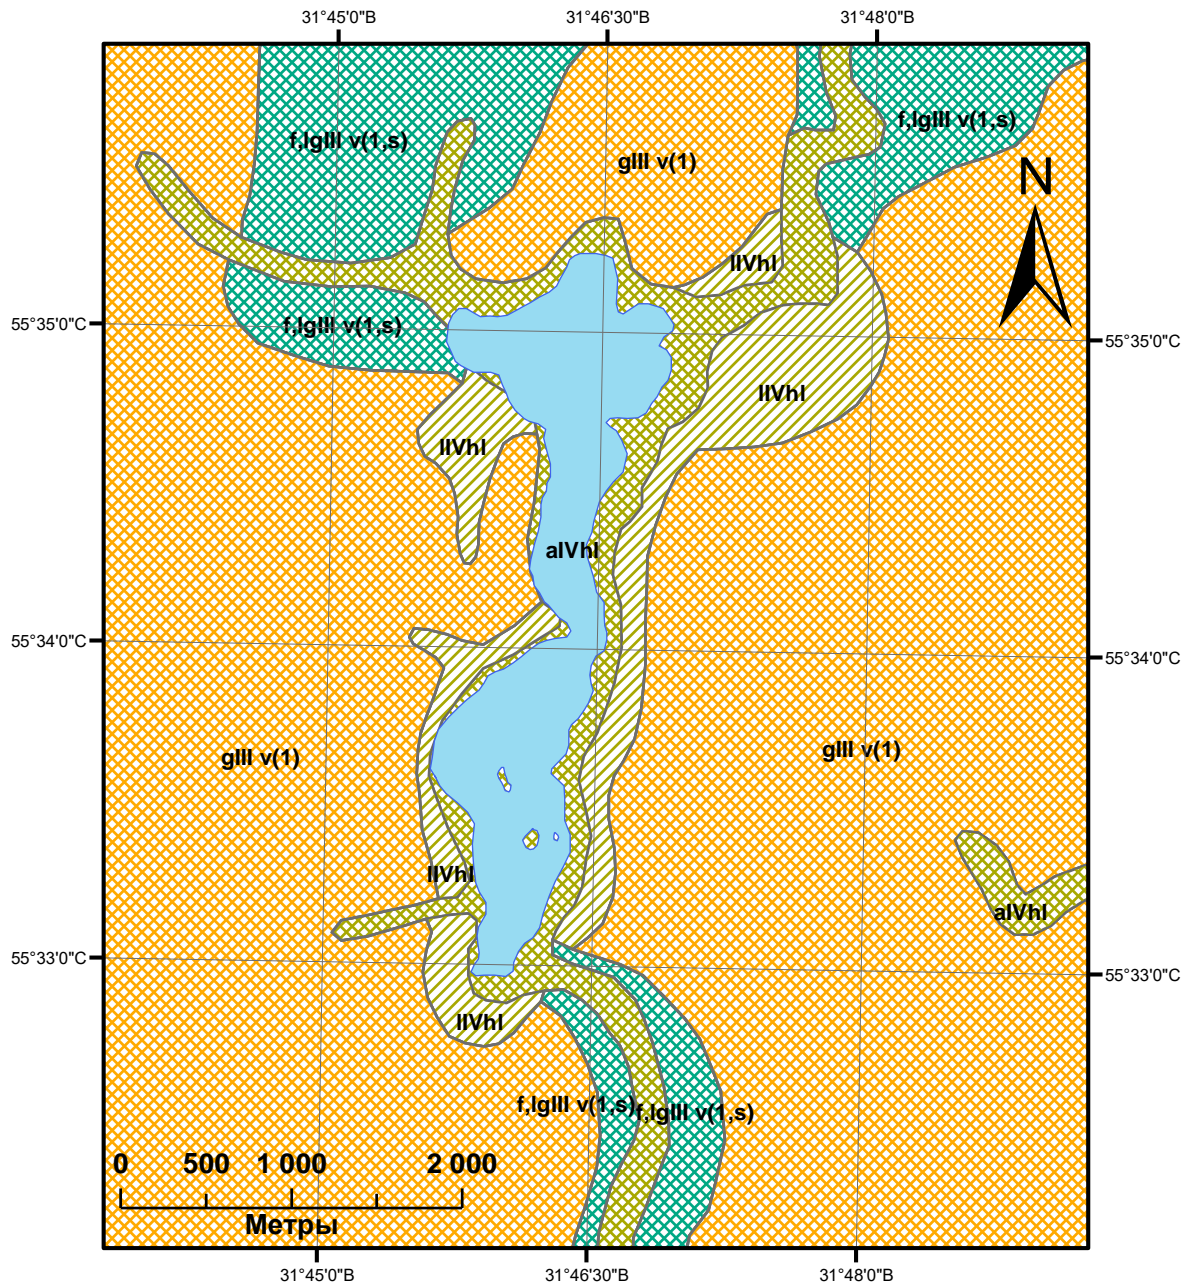 31°45'0"В 31°46'30"В 31°48'0"В
f,lgIII v(1,s)
f,lgIII v(1,s)
gIII v(1)
N
lIVhl
55°35'0"С
f,lgIII v(1,s)
55°35'0"С
lIVhl
lIVhl
aIVhl
55°34'0"С
55°34'0"С
gIII v(1)
gIII v(1)
lIVhl
aIVhl
55°33'0"С
55°33'0"С
lIVhl
f,lgIII v(1,s)
f,lgIII v(1,s)
0 500 1 000 2 000
Метры
31°45'0"В 31°46'30"В 31°48'0"В